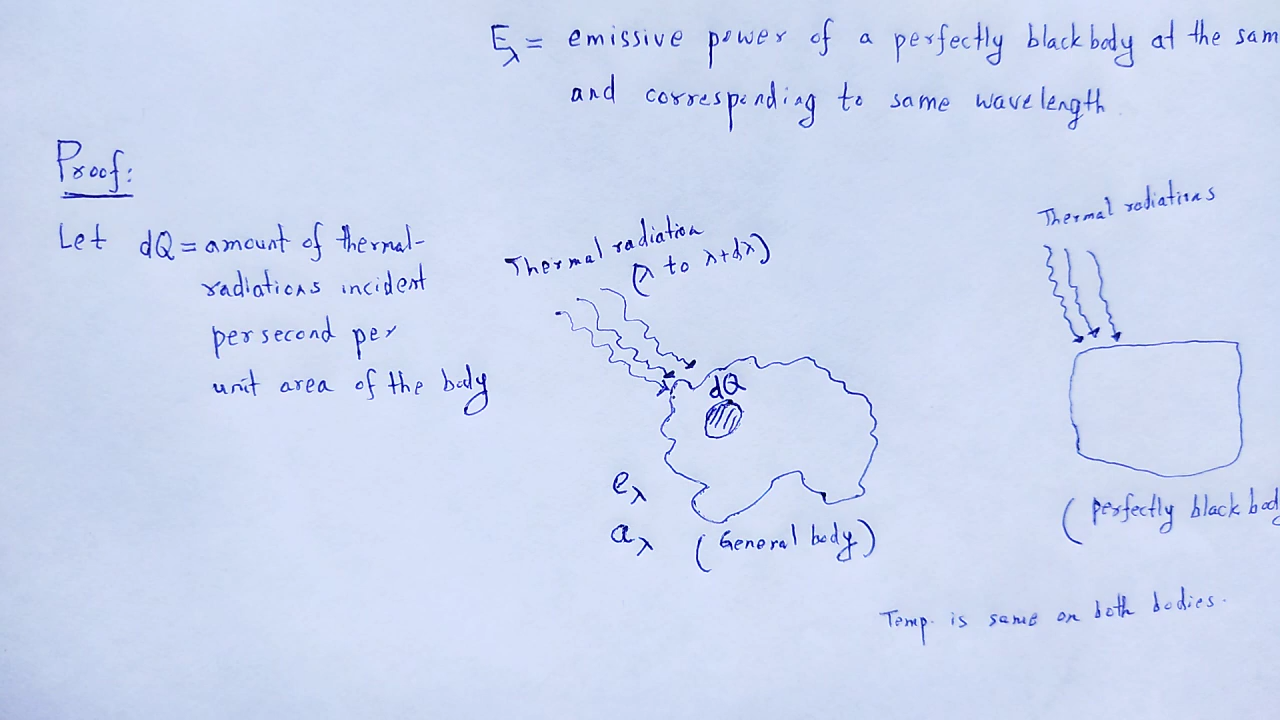 Eλ = emissive power of a perfectly blackbody at the sam
and corresponding to same wavelength
Proof:
Let dQ = amount of thermal-
radiations incident
per second per
unit area of the body
Thermal radiation
(λ to λ+dλ)
dQ
eλ
aλ
(General body)
Thermal radiations
(perfectly black bod
Temp. is same on both bodies.